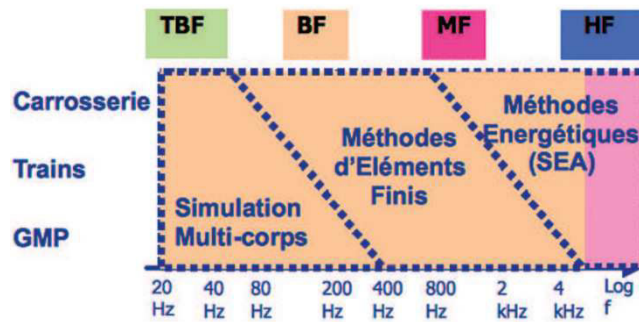 TBF BF MF HF
Carrosserie
Trains
GMP
Simulation
Multi-corps
Méthodes
d'Eléments
Finis
Méthodes
Energétiques
(SEA)
20 40 80 200 400 800 2 4 Log
Hz Hz Hz Hz Hz Hz kHz kHz f